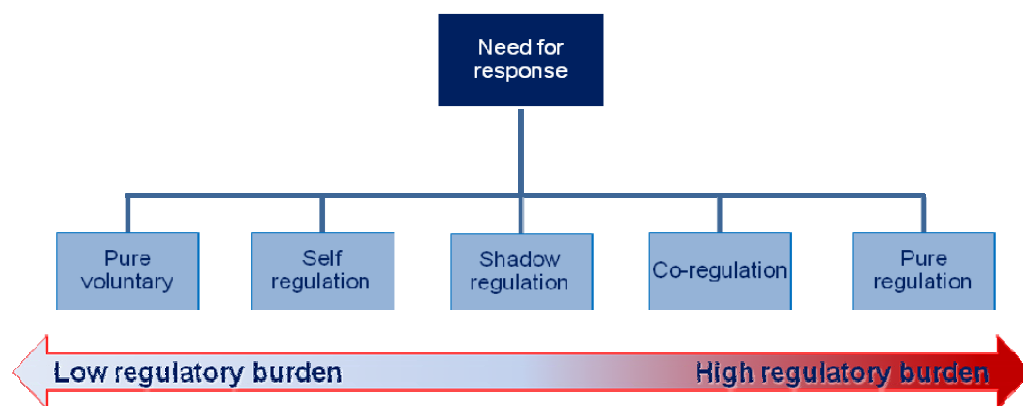 Need for
response
Pure
voluntary
Self
regulation
Shadow
regulation
Co-regulation
Pure
regulation
Low regulatory burden
High regulatory burden